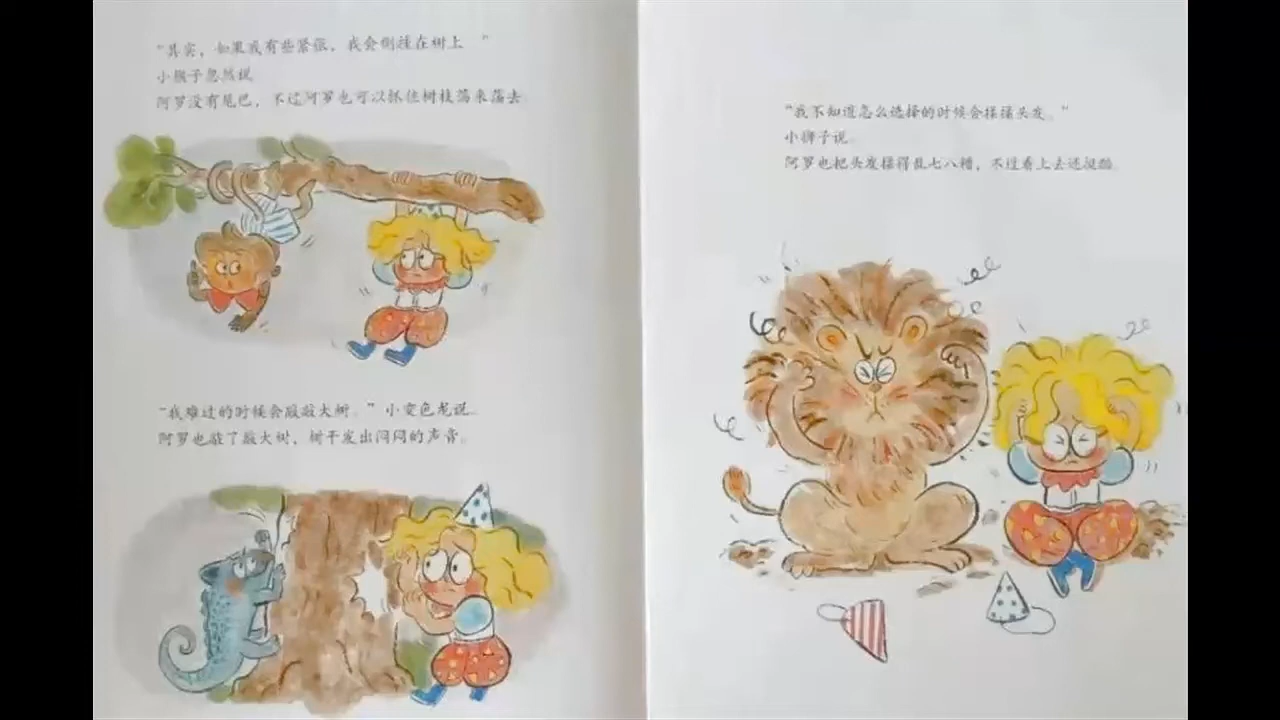 “其实，如果我有些紧张，我会倒挂在树上。”
小猴子忽然说。
阿罗没有尾巴，不过阿罗也可以抓住树枝荡来荡去。
“我难过的时候会敲敲大树。”小变色龙说。
阿罗也敲了敲大树，树干发出闷闷的声音。
“我不知道怎么选择的时候会揉揉头发。”
小狮子说。
阿罗也把头发揉得乱七八糟，不过看上去还挺酷。